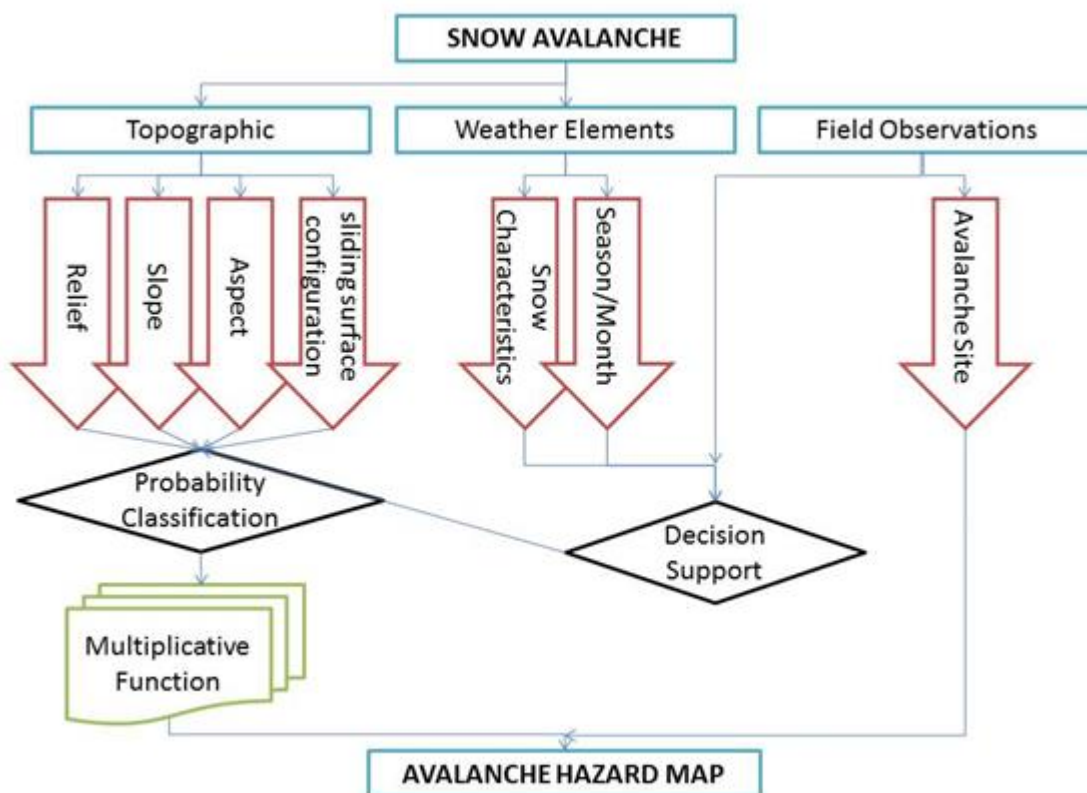 SNOW AVALANCHE
Topographic
Weather Elements
Field Observations
Relief
Slope
Aspect
sliding surface
configuration
Snow
Characteristics
Season/Month
Avalanche Site
Probability
Classification
Decision
Support
Multiplicative
Function
AVALANCHE HAZARD MAP